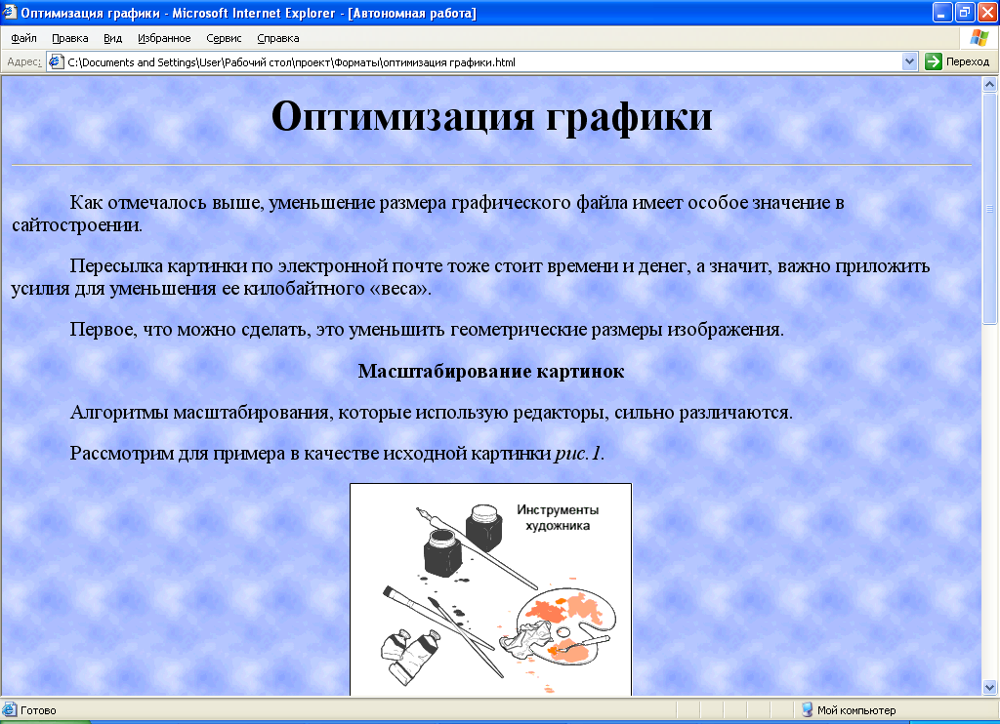 Оптимизация графики - Microsoft Internet Explorer - [Автономная работа]
Файл Правка Вид Избранное Сервис Справка
Адрес: C:\Documents and Settings\User\Рабочий стол\проект\Форматы\оптимизация графики.html Переход
Оптимизация графики
Как отмечалось выше, уменьшение размера графического файла имеет особое значение в
сайтостроении.
Пересылка картинки по электронной почте тоже стоит времени и денег, а значит, важно приложить
усилия для уменьшения ее килобайтного «веса».
Первое, что можно сделать, это уменьшить геометрические размеры изображения.
Масштабирование картинок
Алгоритмы масштабирования, которые использую редакторы, сильно различаются.
Рассмотрим для примера в качестве исходной картинки рис.1.
Инструменты
художника
Готово Мой компьютер